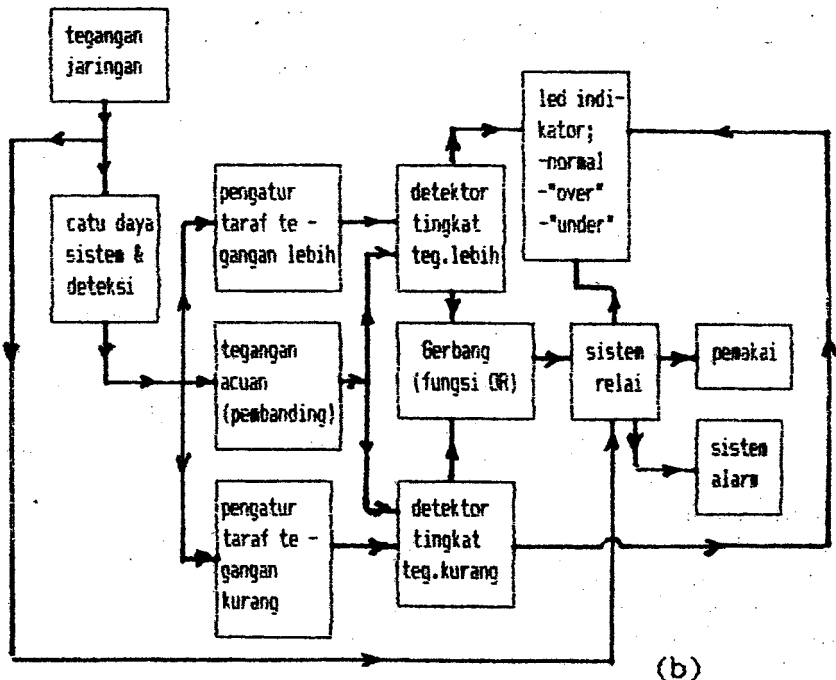 tegangan
jaringan
catu daya
sistem &
deteksi
pengatur
taraf te -
gangan lebih
tegangan
acuan
(pembanding)
pengatur
taraf te -
gangan
kurang
detektor
tingkat
teg.lebih
Gerbang
(fungsi OR)
detektor
tingkat
teg.kurang
led indi-
kator;
-normal
-"over"
-"under"
sistem
relai
pemakai
sistem
alarm
(b)